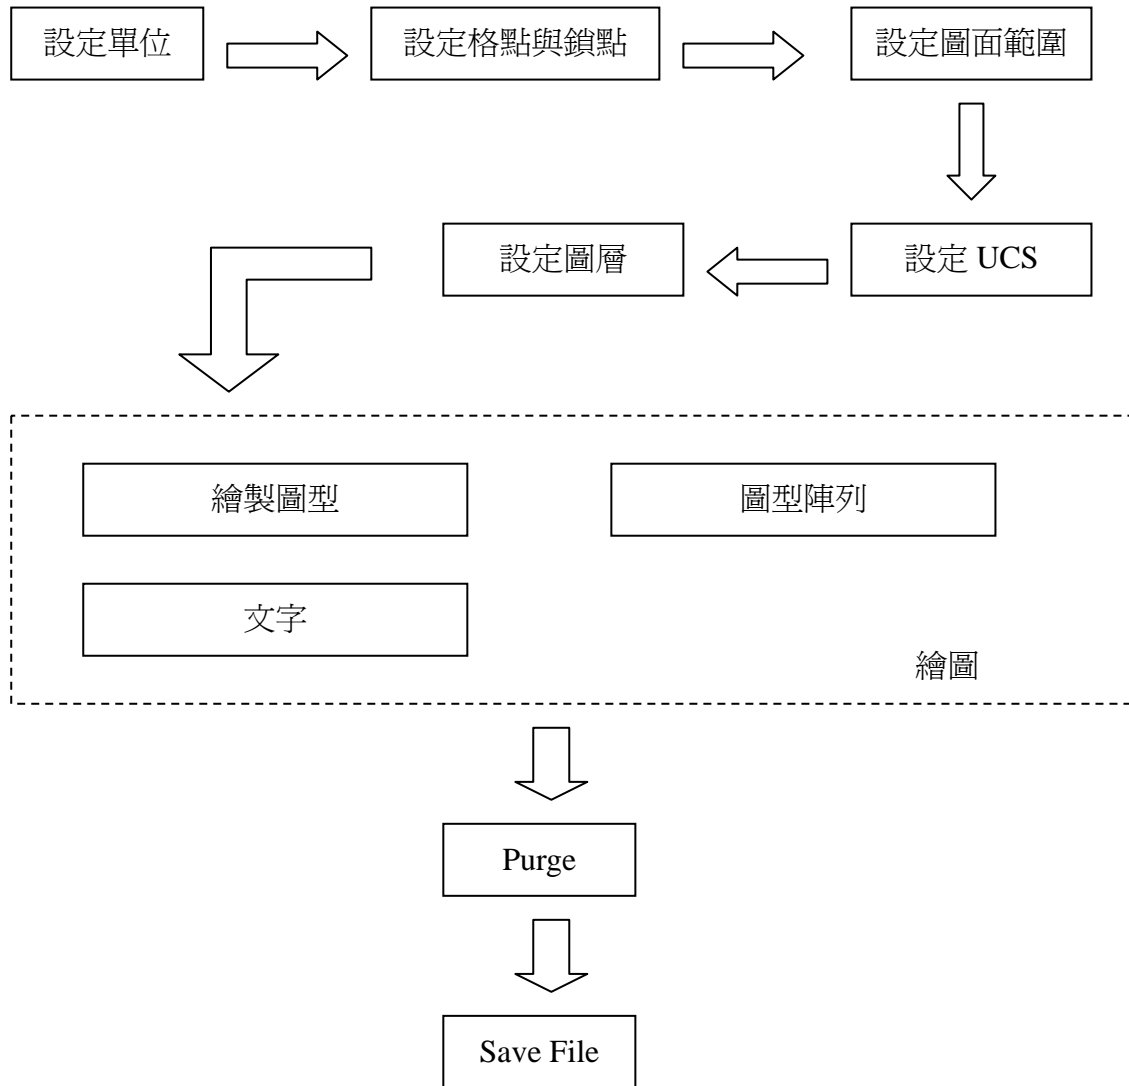 設定單位
設定格點與鎖點
設定圖面範圍
設定 UCS
設定圖層
繪製圖型
圖型陣列
文字
繪圖
Purge
Save File